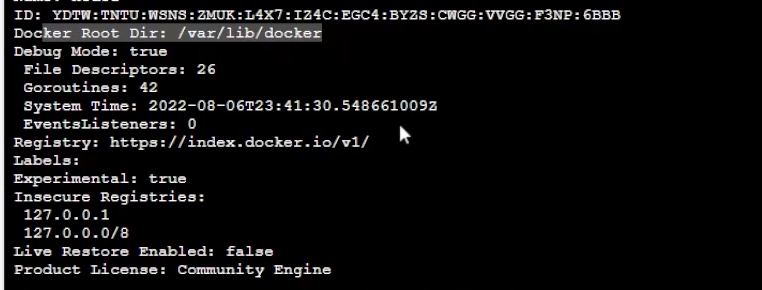 ID: YDTW:TNTU:WSNS:ZMUK:L4X7:IZ4C:EGC4:BYZS:CWGG:VVGG:F3NP:6BBB
Docker Root Dir: /var/lib/docker
Debug Mode: true
File Descriptors: 26
Goroutines: 42
System Time: 2022-08-06T23:41:30.548661009Z
EventsListeners: 0
Registry: https://index.docker.io/v1/
Labels:
Experimental: true
Insecure Registries:
127.0.0.1
127.0.0.0/8
Live Restore Enabled: false
Product License: Community Engine